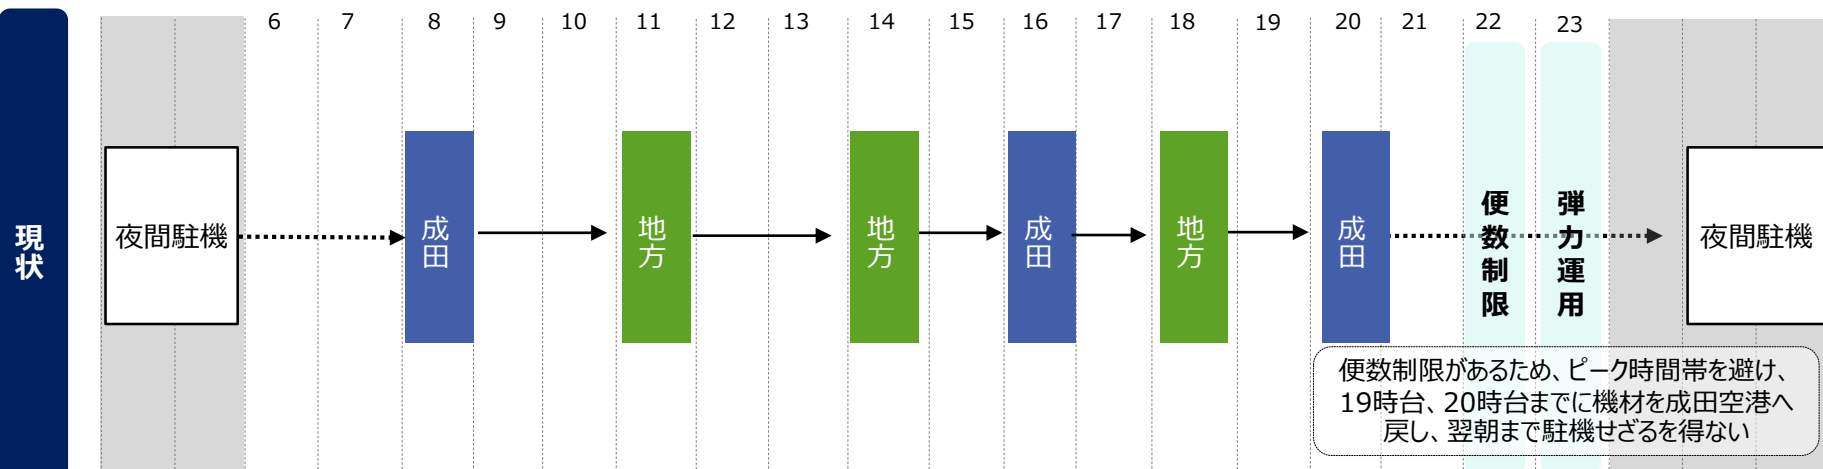 現状
6 7 8 9 10 11 12 13 14 15 16 17 18 19 20 21 22 23
夜間駐機
成田
地方
地方
成田
地方
成田
便数制限
弾力運用
夜間駐機
便数制限があるため、ピーク時間帯を避け、
19時台、20時台までに機材を成田空港へ
戻し、翌朝まで駐機せざるを得ない